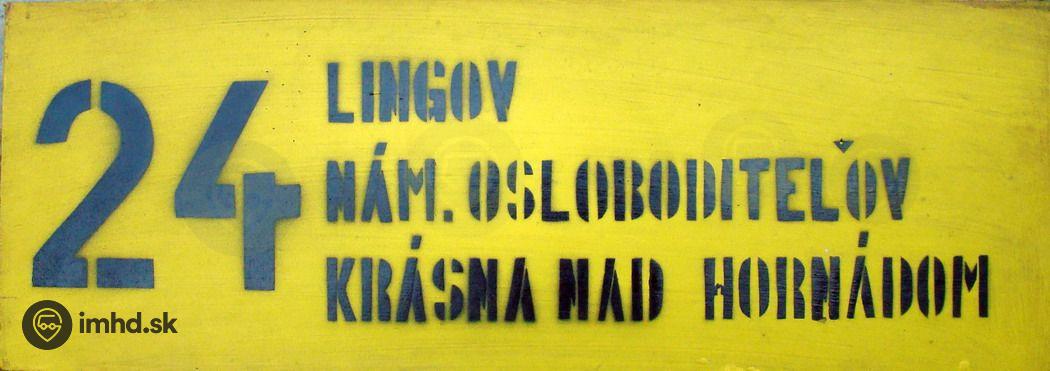 24
LINGOV
NÁM. OSLOBODITEĽOV
KRÁSNA NAD HORNÁDOM
imhd.sk